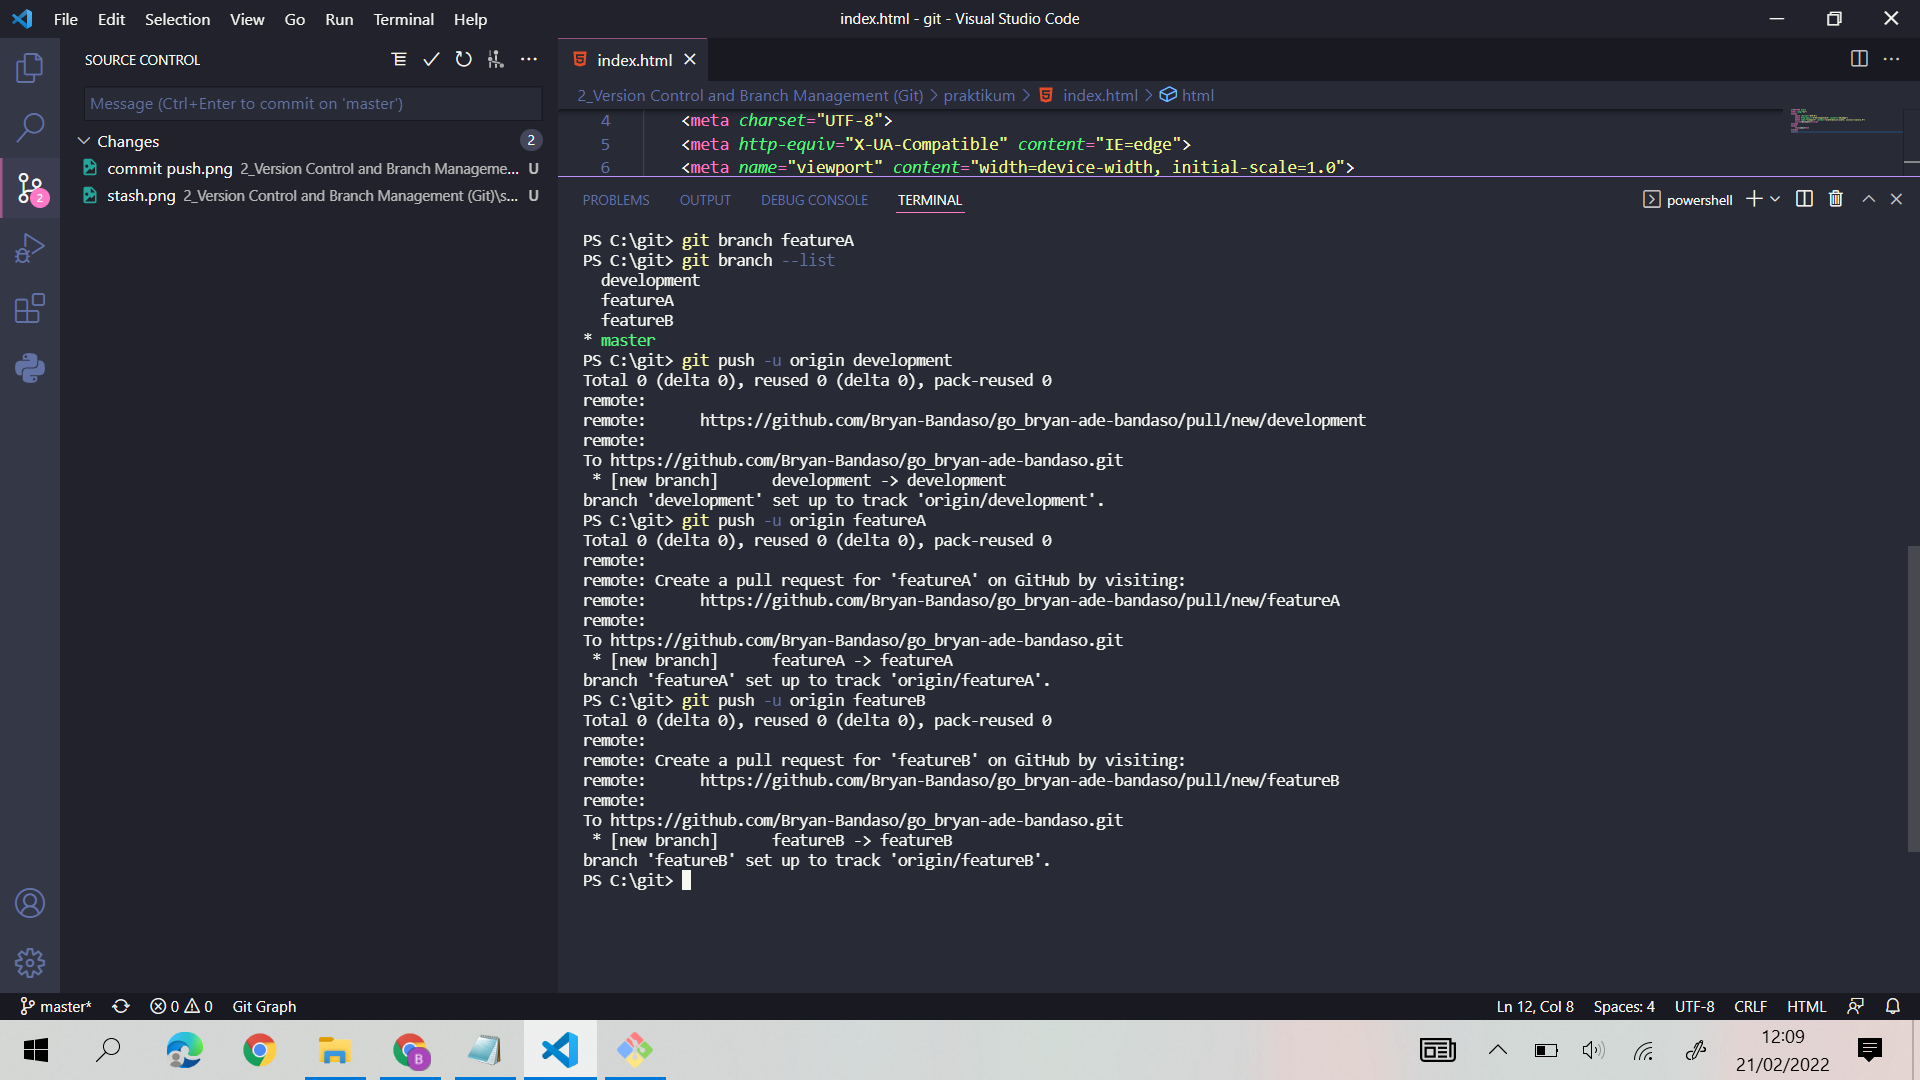 File Edit Selection View Go Run Terminal Help
index.html - git - Visual Studio Code
SOURCE CONTROL
Message (Ctrl+Enter to commit on 'master')
Changes 2
commit push.png 2_Version Control and Branch Manageme... U
stash.png 2_Version Control and Branch Management (Git)\s... U
2
index.html
2_Version Control and Branch Management (Git) > praktikum > index.html > html
4 <meta charset="UTF-8">
5 <meta http-equiv="X-UA-Compatible" content="IE=edge">
6 <meta name="viewport" content="width=device-width, initial-scale=1.0">
PROBLEMS OUTPUT DEBUG CONSOLE TERMINAL
powershell
PS C:\git> git branch featureA
PS C:\git> git branch --list
development
featureA
featureB
* master
PS C:\git> git push -u origin development
Total 0 (delta 0), reused 0 (delta 0), pack-reused 0
remote:
remote: https://github.com/Bryan-Bandaso/go_bryan-ade-bandaso/pull/new/development
remote:
To https://github.com/Bryan-Bandaso/go_bryan-ade-bandaso.git
* [new branch] development -> development
branch 'development' set up to track 'origin/development'.
PS C:\git> git push -u origin featureA
Total 0 (delta 0), reused 0 (delta 0), pack-reused 0
remote:
remote: Create a pull request for 'featureA' on GitHub by visiting:
remote: https://github.com/Bryan-Bandaso/go_bryan-ade-bandaso/pull/new/featureA
remote:
To https://github.com/Bryan-Bandaso/go_bryan-ade-bandaso.git
* [new branch] featureA -> featureA
branch 'featureA' set up to track 'origin/featureA'.
PS C:\git> git push -u origin featureB
Total 0 (delta 0), reused 0 (delta 0), pack-reused 0
remote:
remote: Create a pull request for 'featureB' on GitHub by visiting:
remote: https://github.com/Bryan-Bandaso/go_bryan-ade-bandaso/pull/new/featureB
remote:
To https://github.com/Bryan-Bandaso/go_bryan-ade-bandaso.git
* [new branch] featureB -> featureB
branch 'featureB' set up to track 'origin/featureB'.
PS C:\git>
master* 0 0 Git Graph
Ln 12, Col 8 Spaces: 4 UTF-8 CRLF HTML
B
12:09
21/02/2022